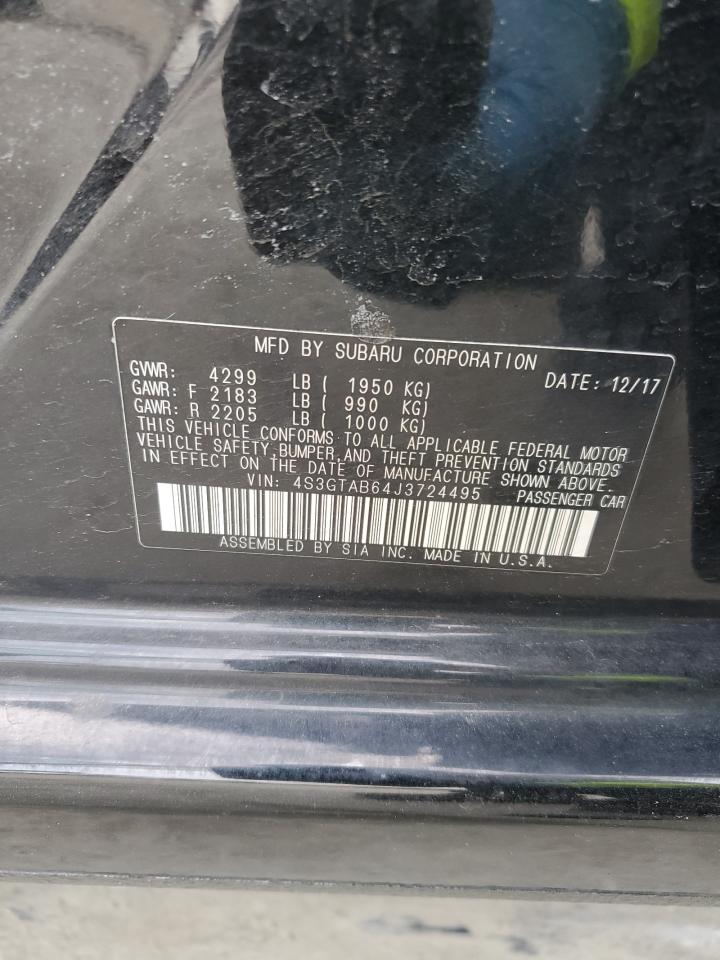 MFD BY SUBARU CORPORATION
GVWR: 4299 LB ( 1950 KG) DATE: 12/17
GAWR: F 2183 LB ( 990 KG)
GAWR: R 2205 LB ( 1000 KG)
THIS VEHICLE CONFORMS TO ALL APPLICABLE FEDERAL MOTOR
VEHICLE SAFETY,BUMPER,AND THEFT PREVENTION STANDARDS
IN EFFECT ON THE DATE OF MANUFACTURE SHOWN ABOVE.
VIN: 4S3GTAB64J3724495 PASSENGER CAR
ASSEMBLED BY SIA INC. MADE IN U.S.A.